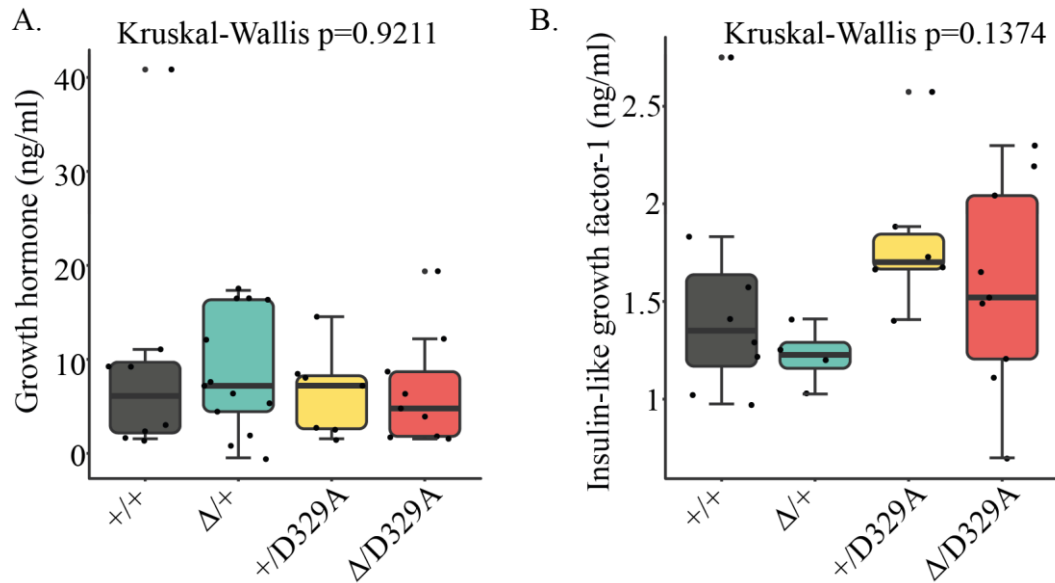 A.
Kruskal-Wallis p=0.9211
Growth hormone (ng/ml)
40
30
20
10
0
+/+
Δ/+
+/D329A
Δ/D329A
B.
Kruskal-Wallis p=0.1374
Insulin-like growth factor-1 (ng/ml)
2.5
2
1.5
1
+/+
Δ/+
+/D329A
Δ/D329A